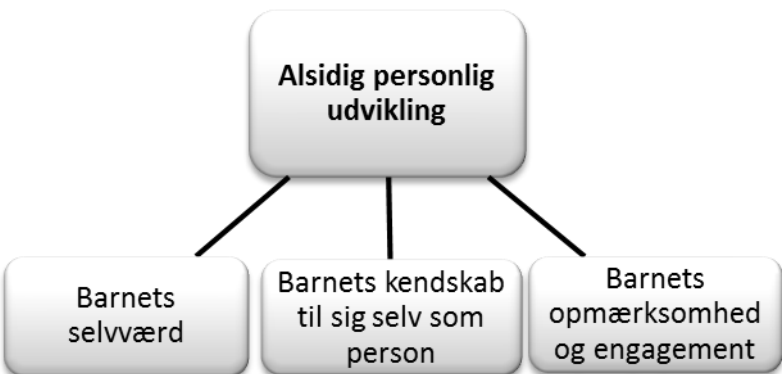 Alsidig personlig
udvikling
Barnets
selvværd
Barnets kendskab
til sig selv som
person
Barnets
opmærksomhed
og engagement